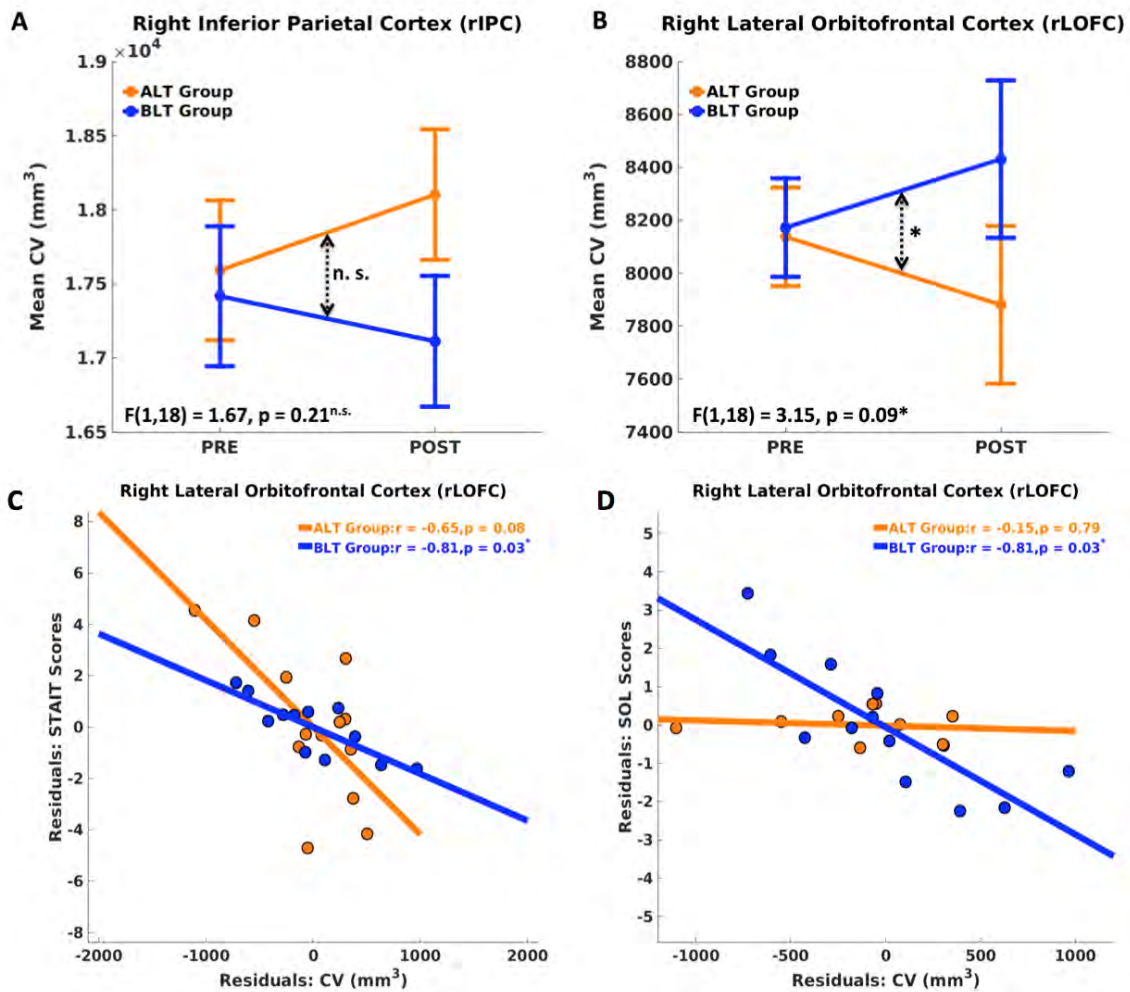 A
Right Inferior Parietal Cortex (rIPC)
×10⁴
1.9
1.85
1.8
1.75
1.7
1.65
Mean CV (mm³)
ALT Group
BLT Group
n. s.
F(1,18) = 1.67, p = 0.21ⁿ·ˢ·
PRE
POST
B
Right Lateral Orbitofrontal Cortex (rLOFC)
8800
8600
8400
8200
8000
7800
7600
7400
Mean CV (mm³)
ALT Group
BLT Group
*
F(1,18) = 3.15, p = 0.09*
PRE
POST
C
Right Lateral Orbitofrontal Cortex (rLOFC)
ALT Group:r = -0.65,p = 0.08
BLT Group:r = -0.81,p = 0.03*
8
6
4
2
0
-2
-4
-6
-8
Residuals: STAIT Scores
-2000
-1000
0
1000
2000
Residuals: CV (mm³)
D
Right Lateral Orbitofrontal Cortex (rLOFC)
ALT Group:r = -0.15,p = 0.79
BLT Group:r = -0.81,p = 0.03*
5
4
3
2
1
0
-1
-2
-3
-4
-5
Residuals: SOL Scores
-1000
-500
0
500
1000
Residuals: CV (mm³)